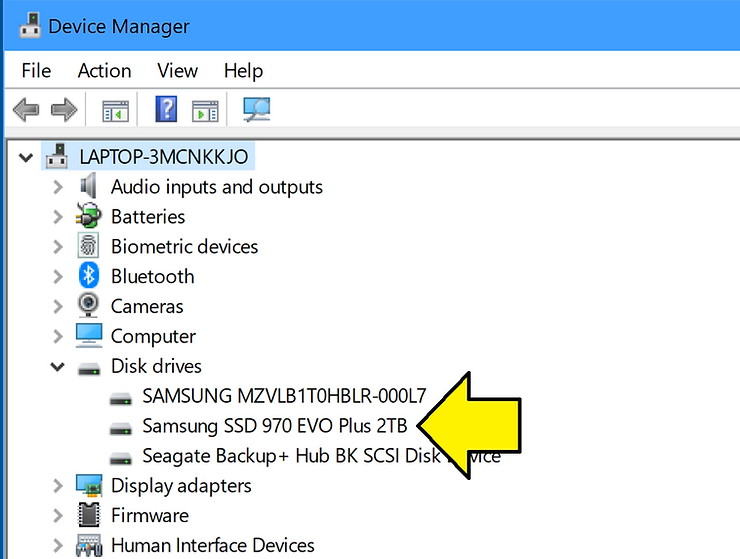 Device Manager
File Action View Help
LAPTOP-3MCNKKJO
Audio inputs and outputs
Batteries
Biometric devices
Bluetooth
Cameras
Computer
Disk drives
SAMSUNG MZVLB1T0HBLR-000L7
Samsung SSD 970 EVO Plus 2TB
Seagate Backup+ Hub BK SCSI Disk
Display adapters
Firmware
Human Interface Devices